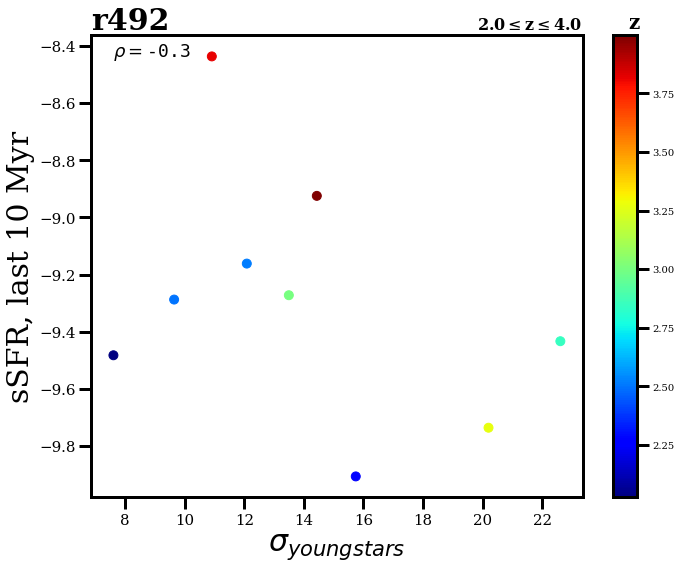 r492
2.0 ≤ z ≤ 4.0
z
ρ = -0.3
sSFR, last 10 Myr
−8.4
−8.6
−8.8
−9.0
−9.2
−9.4
−9.6
−9.8
8 10 12 14 16 18 20 22
σyoungstars
3.75
3.50
3.25
3.00
2.75
2.50
2.25